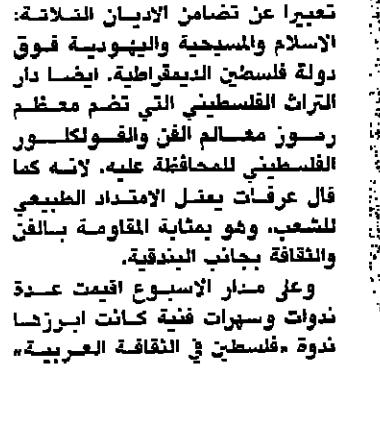 تعبيرا عن تضامن الاديان الثلاثة:
الاسلام والمسيحية واليهودية فوق
دولة فلسطين الديمقراطية. ايضا دار
التراث الفلسطيني التي تضم معظم
رموز معالم الفن والفولكلور
الفلسطيني للمحافظة عليه. لانه كما
قال عرفات يمثل الامتداد الطبيعي
للشعب، وهو بمثابة المقاومة بالفن
والثقافة بجانب البندقية.
وعلى مدار الاسبوع اقيمت عدة
ندوات وسهرات فنية كانت ابرزها
ندوة «فلسطين في الثقافة العربية»